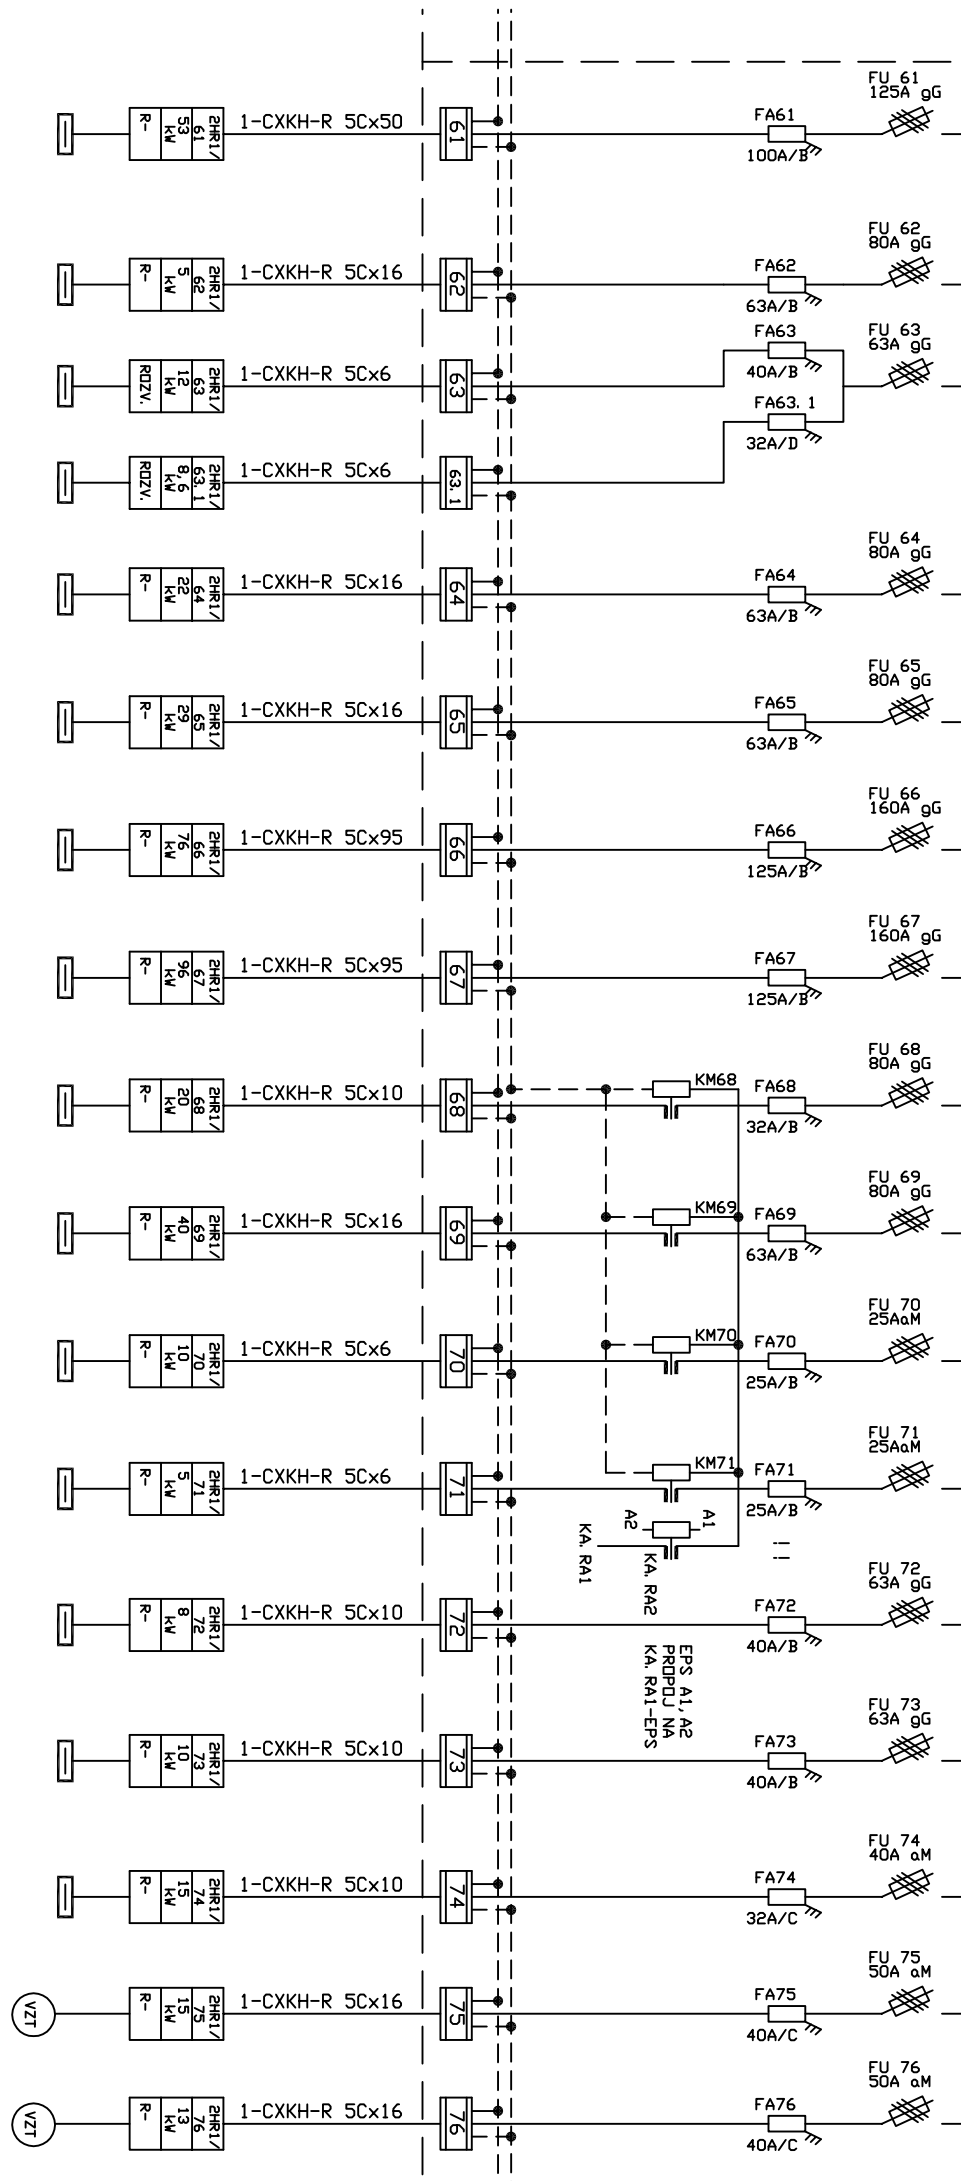 FU 61
125A gG
FA61
100A/B
1-CXKH-R 5Cx50
61
2HR1/
61
53
kW
R-
FU 62
80A gG
FA62
63A/B
1-CXKH-R 5Cx16
62
2HR1/
62
5
kW
R-
FU 63
63A gG
FA63
40A/B
1-CXKH-R 5Cx6
63
2HR1/
63
12
kW
ROZV.
FA63.1
32A/D
1-CXKH-R 5Cx6
63.1
2HR1/
63.1
8,6
kW
ROZV.
FU 64
80A gG
FA64
63A/B
1-CXKH-R 5Cx16
64
2HR1/
64
22
kW
R-
FU 65
80A gG
FA65
63A/B
1-CXKH-R 5Cx16
65
2HR1/
65
29
kW
R-
FU 66
160A gG
FA66
125A/B
1-CXKH-R 5Cx95
66
2HR1/
66
76
kW
R-
FU 67
160A gG
FA67
125A/B
1-CXKH-R 5Cx95
67
2HR1/
67
96
kW
R-
FU 68
80A gG
KM68
FA68
32A/B
1-CXKH-R 5Cx10
68
2HR1/
68
20
kW
R-
FU 69
80A gG
KM69
FA69
63A/B
1-CXKH-R 5Cx16
69
2HR1/
69
40
kW
R-
FU 70
25AaM
KM70
FA70
25A/B
1-CXKH-R 5Cx6
70
2HR1/
70
10
kW
R-
FU 71
25AaM
KM71
FA71
25A/B
1-CXKH-R 5Cx6
71
2HR1/
71
5
kW
R-
A1
A2
KA. RA2
KA. RA1
!!
FU 72
63A gG
FA72
40A/B
1-CXKH-R 5Cx10
72
2HR1/
72
8
kW
R-
EPS A1,A2
PROPOJ NA
KA. RA1-EPS
FU 73
63A gG
FA73
40A/B
1-CXKH-R 5Cx10
73
2HR1/
73
10
kW
R-
FU 74
40A aM
FA74
32A/C
1-CXKH-R 5Cx10
74
2HR1/
74
15
kW
R-
FU 75
50A aM
FA75
40A/C
1-CXKH-R 5Cx16
75
2HR1/
75
15
kW
R-
VZT
FU 76
50A aM
FA76
40A/C
1-CXKH-R 5Cx16
76
2HR1/
76
13
kW
R-
VZT